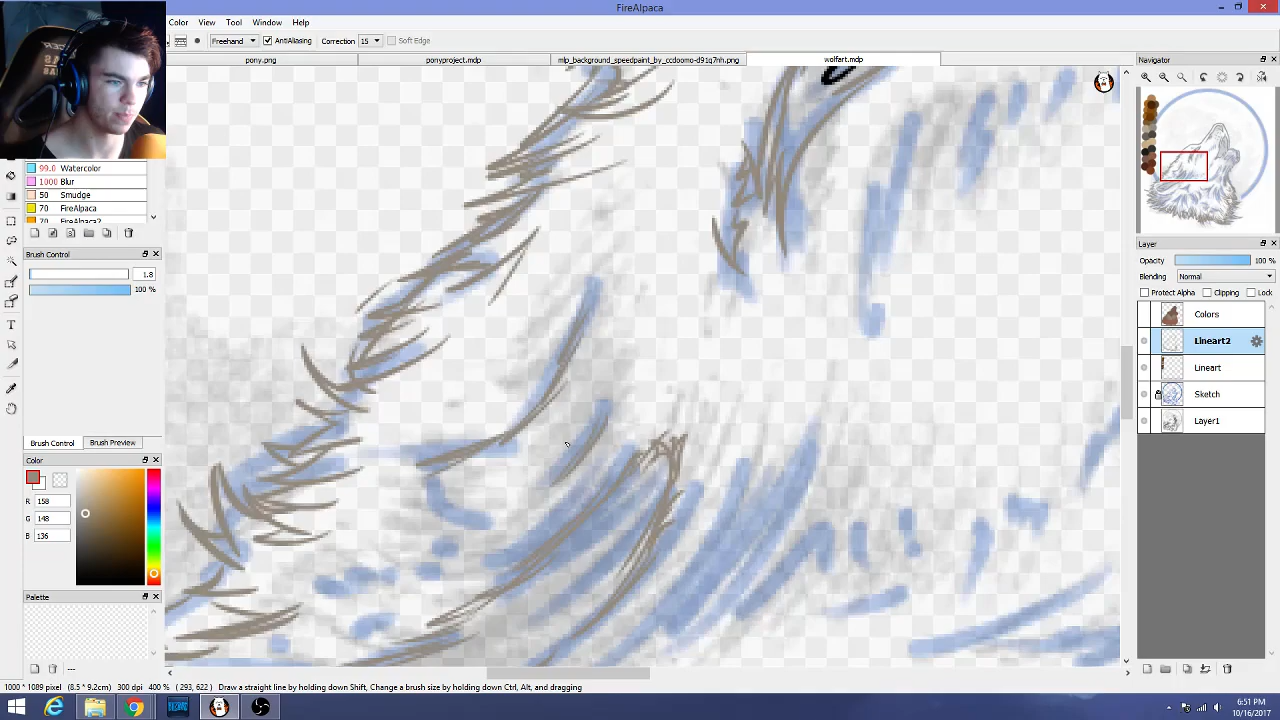 FireAlpaca
Color View Tool Window Help
Freehand AntiAliasing Correction 15 Soft Edge
pony.png ponyproject.mdp mlp_background_speedpaint_by_ccdoomo-d91q7nh.png wolfart.mdp
Navigator
99.0 Watercolor
1000 Blur
50 Smudge
70 FireAlpaca
70 FireAlpaca2
Brush Control
1.8
100 %
Layer
Opacity 100 %
Blending Normal
Protect Alpha Clipping Lock
Colors
Lineart2
Lineart
Sketch
Layer1
Brush Control Brush Preview
Color
R 158
G 148
B 136
Palette
---
1000 * 1089 pixel (8.5 * 9.2cm) 300 dpi 400 % ( 293, 622 ) Draw a straight line by holding down Shift, Change a brush size by holding down Ctrl, Alt, and dragging
BLIZZARD
6:51 PM
10/16/2017